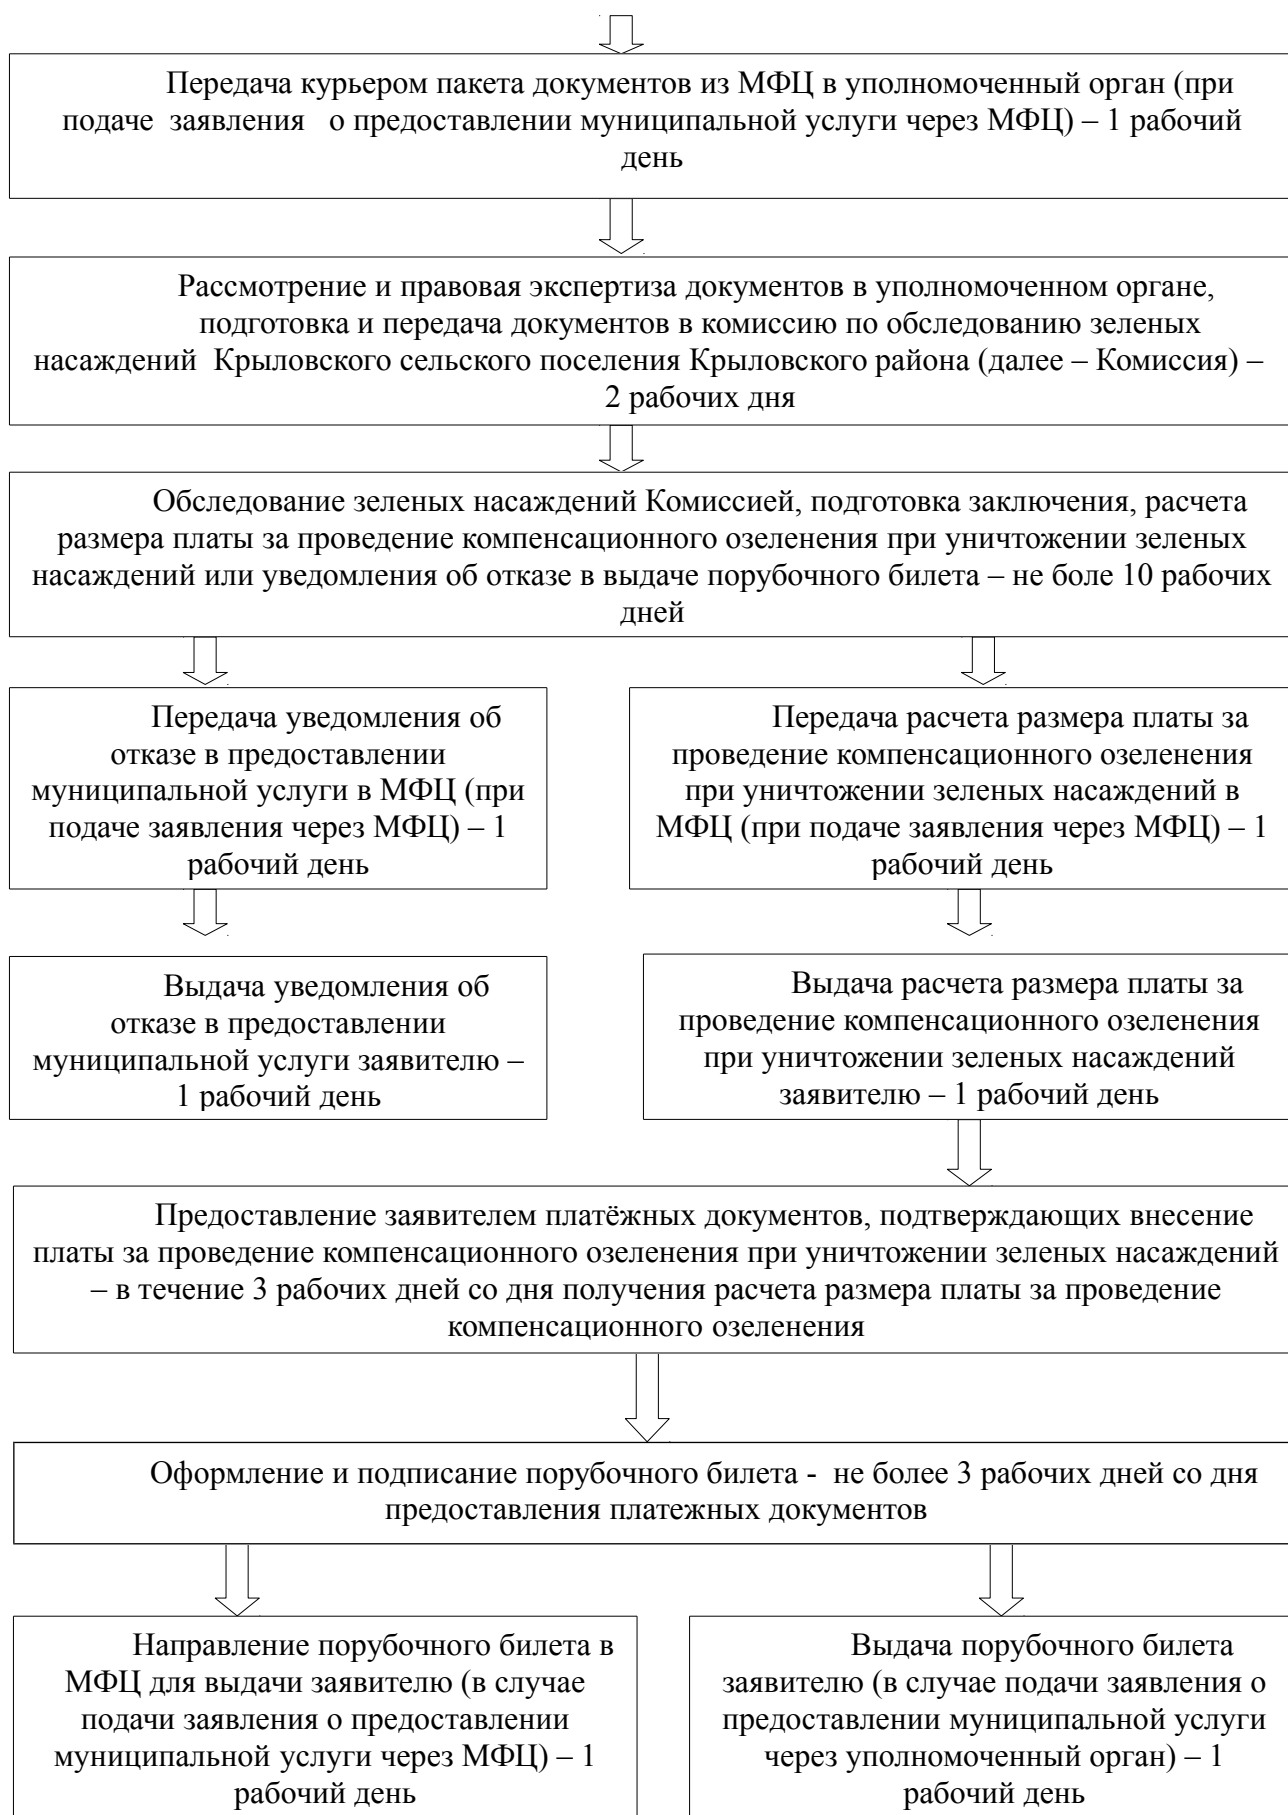 Передача курьером пакета документов из МФЦ в уполномоченный орган (при
подаче заявления о предоставлении муниципальной услуги через МФЦ) – 1 рабочий
день
Рассмотрение и правовая экспертиза документов в уполномоченном органе,
подготовка и передача документов в комиссию по обследованию зеленых
насаждений Крыловского сельского поселения Крыловского района (далее – Комиссия) –
2 рабочих дня
Обследование зеленых насаждений Комиссией, подготовка заключения, расчета
размера платы за проведение компенсационного озеленения при уничтожении зеленых
насаждений или уведомления об отказе в выдаче порубочного билета – не боле 10 рабочих
дней
Передача уведомления об
отказе в предоставлении
муниципальной услуги в МФЦ (при
подаче заявления через МФЦ) – 1
рабочий день
Передача расчета размера платы за
проведение компенсационного озеленения
при уничтожении зеленых насаждений в
МФЦ (при подаче заявления через МФЦ) – 1
рабочий день
Выдача уведомления об
отказе в предоставлении
муниципальной услуги заявителю –
1 рабочий день
Выдача расчета размера платы за
проведение компенсационного озеленения
при уничтожении зеленых насаждений
заявителю – 1 рабочий день
Предоставление заявителем платёжных документов, подтверждающих внесение
платы за проведение компенсационного озеленения при уничтожении зеленых насаждений
– в течение 3 рабочих дней со дня получения расчета размера платы за проведение
компенсационного озеленения
Оформление и подписание порубочного билета - не более 3 рабочих дней со дня
предоставления платежных документов
Направление порубочного билета в
МФЦ для выдачи заявителю (в случае
подачи заявления о предоставлении
муниципальной услуги через МФЦ) – 1
рабочий день
Выдача порубочного билета
заявителю (в случае подачи заявления о
предоставлении муниципальной услуги
через уполномоченный орган) – 1
рабочий день